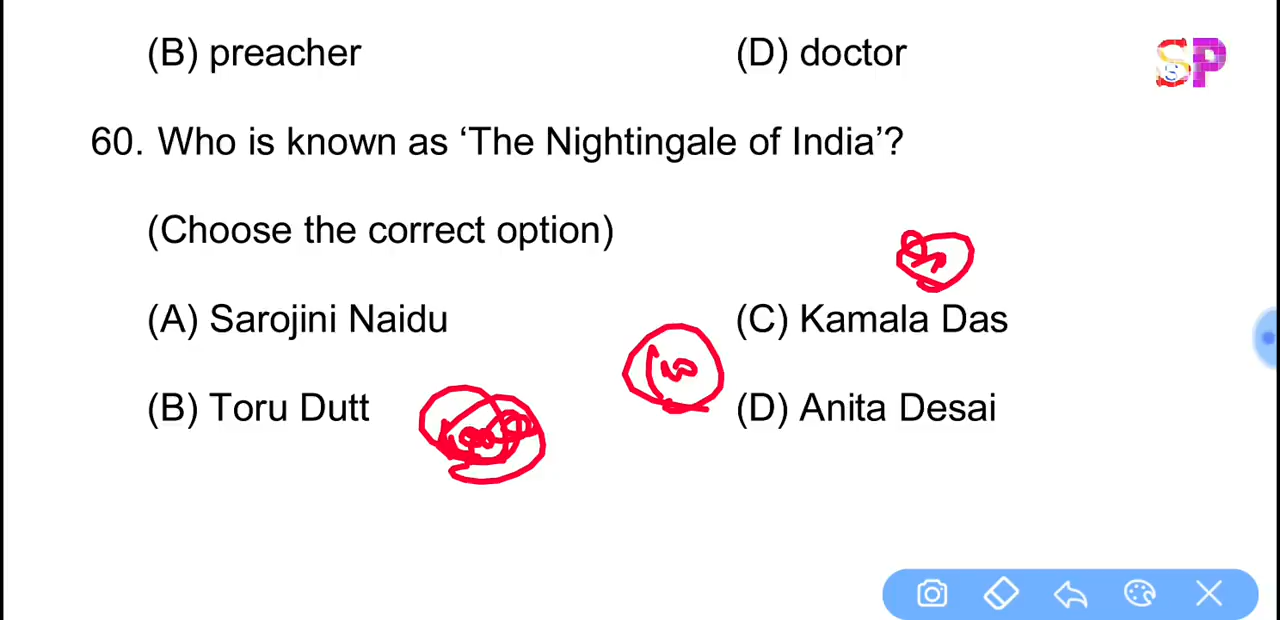 (B) preacher (D) doctor
SP
60. Who is known as ‘The Nightingale of India’?
(Choose the correct option)
(A) Sarojini Naidu (C) Kamala Das
(B) Toru Dutt (D) Anita Desai